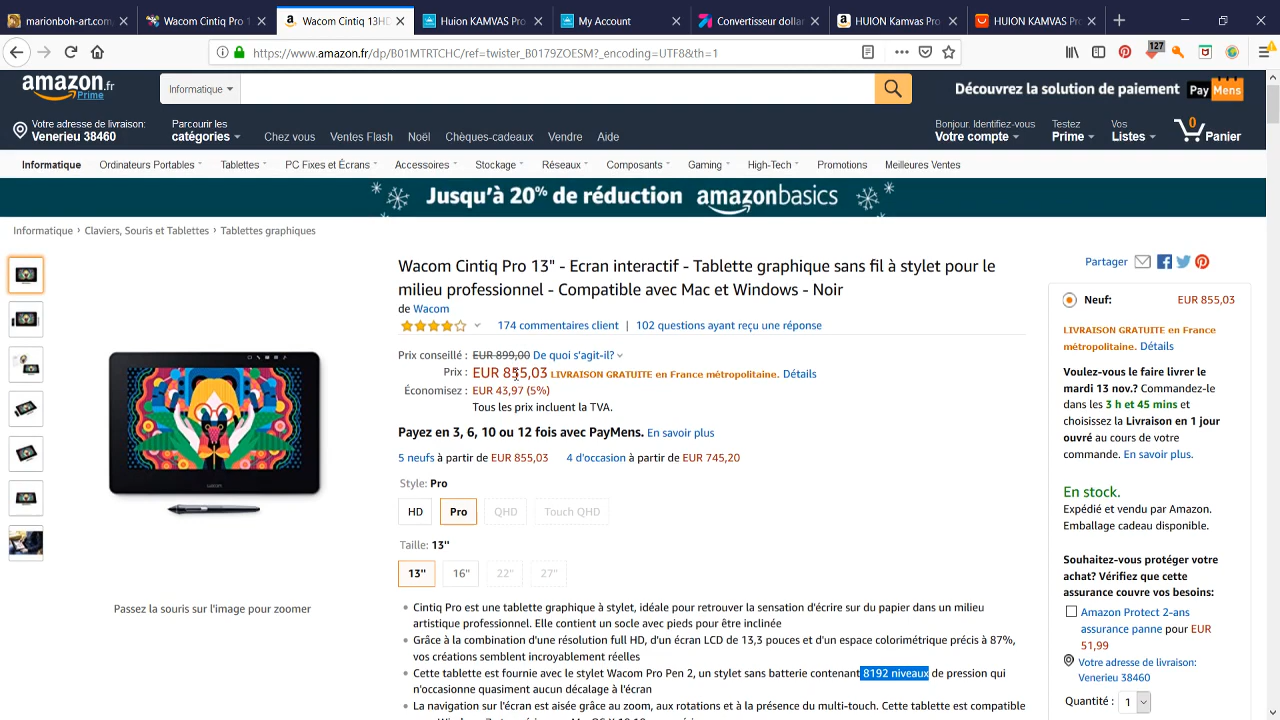 marionboh-art.com/
Wacom Cintiq Pro 1
Wacom Cintiq 13HD
Huion KAMVAS Pro
My Account
Convertisseur dollar
HUION Kamvas Pro
HUION KAMVAS Pro
https://www.amazon.fr/dp/B01MTRTCHC/ref=twister_B0179ZOESM?_encoding=UTF8&th=1
127
amazon.fr
Prime
Informatique
Découvrez la solution de paiement PayMens
Votre adresse de livraison:
Venerieu 38460
Parcourir les
catégories
Chez vous
Ventes Flash
Noël
Chèques-cadeaux
Vendre
Aide
Bonjour. Identifiez-vous
Votre compte
Testez
Prime
Vos
Listes
0
Panier
Informatique
Ordinateurs Portables
Tablettes
PC Fixes et Écrans
Accessoires
Stockage
Réseaux
Composants
Gaming
High-Tech
Promotions
Meilleures Ventes
Jusqu'à 20% de réduction amazonbasics
Informatique › Claviers, Souris et Tablettes › Tablettes graphiques
Wacom Cintiq Pro 13" - Ecran interactif - Tablette graphique sans fil à stylet pour le
milieu professionnel - Compatible avec Mac et Windows - Noir
de Wacom
174 commentaires client | 102 questions ayant reçu une réponse
Prix conseillé : EUR 899,00 De quoi s'agit-il?
Prix : EUR 855,03 LIVRAISON GRATUITE en France métropolitaine. Détails
Économisez : EUR 43,97 (5%)
Tous les prix incluent la TVA.
Payez en 3, 6, 10 ou 12 fois avec PayMens. En savoir plus
5 neufs à partir de EUR 855,03 4 d'occasion à partir de EUR 745,20
Style: Pro
HD
Pro
QHD
Touch QHD
Taille: 13"
13"
16"
22"
27"
• Cintiq Pro est une tablette graphique à stylet, idéale pour retrouver la sensation d'écrire sur du papier dans un milieu
artistique professionnel. Elle contient un socle avec pieds pour être inclinée
• Grâce à la combination d'une résolution full HD, d'un écran LCD de 13,3 pouces et d'un espace colorimétrique précis à 87%,
vos créations semblent incroyablement réelles
• Cette tablette est fournie avec le stylet Wacom Pro Pen 2, un stylet sans batterie contenant 8192 niveaux de pression qui
n'occasionne quasiment aucun décalage à l'écran
• La navigation sur l'écran est aisée grâce au zoom, aux rotations et à la présence du multi-touch. Cette tablette est compatible
wacom
Passez la souris sur l'image pour zoomer
Partager
Neuf: EUR 855,03
LIVRAISON GRATUITE en France
métropolitaine. Détails
Voulez-vous le faire livrer le
mardi 13 nov.? Commandez-le
dans les 3 h et 45 mins et
choisissez la Livraison en 1 jour
ouvré au cours de votre
commande. En savoir plus.
En stock.
Expédié et vendu par Amazon.
Emballage cadeau disponible.
Souhaitez-vous protéger votre
achat? Vérifiez que cette
assurance couvre vos besoins:
Amazon Protect 2-ans
assurance panne pour EUR
51,99
Votre adresse de livraison:
Venerieu 38460
Quantité : 1